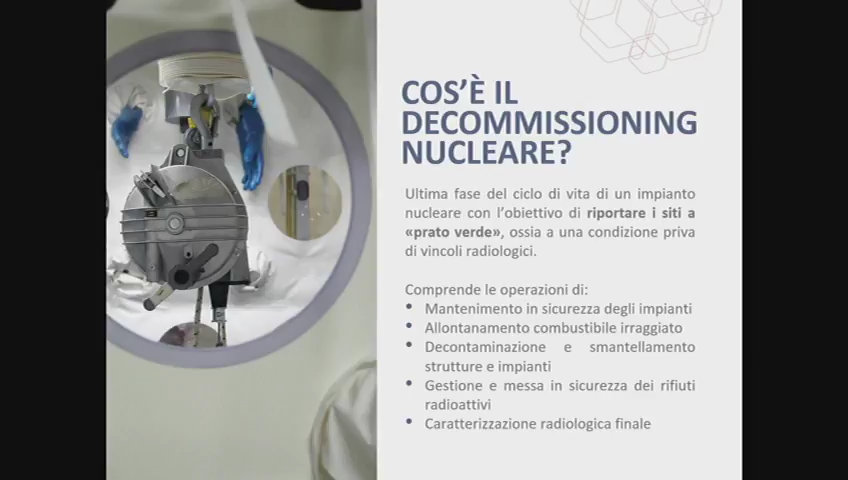 COS’È IL
DECOMMISSIONING
NUCLEARE?
Ultima fase del ciclo di vita di un impianto
nucleare con l’obiettivo di riportare i siti a
«prato verde», ossia a una condizione priva
di vincoli radiologici.
Comprende le operazioni di:
• Mantenimento in sicurezza degli impianti
• Allontanamento combustibile irraggiato
• Decontaminazione e smantellamento
strutture e impianti
• Gestione e messa in sicurezza dei rifiuti
radioattivi
• Caratterizzazione radiologica finale